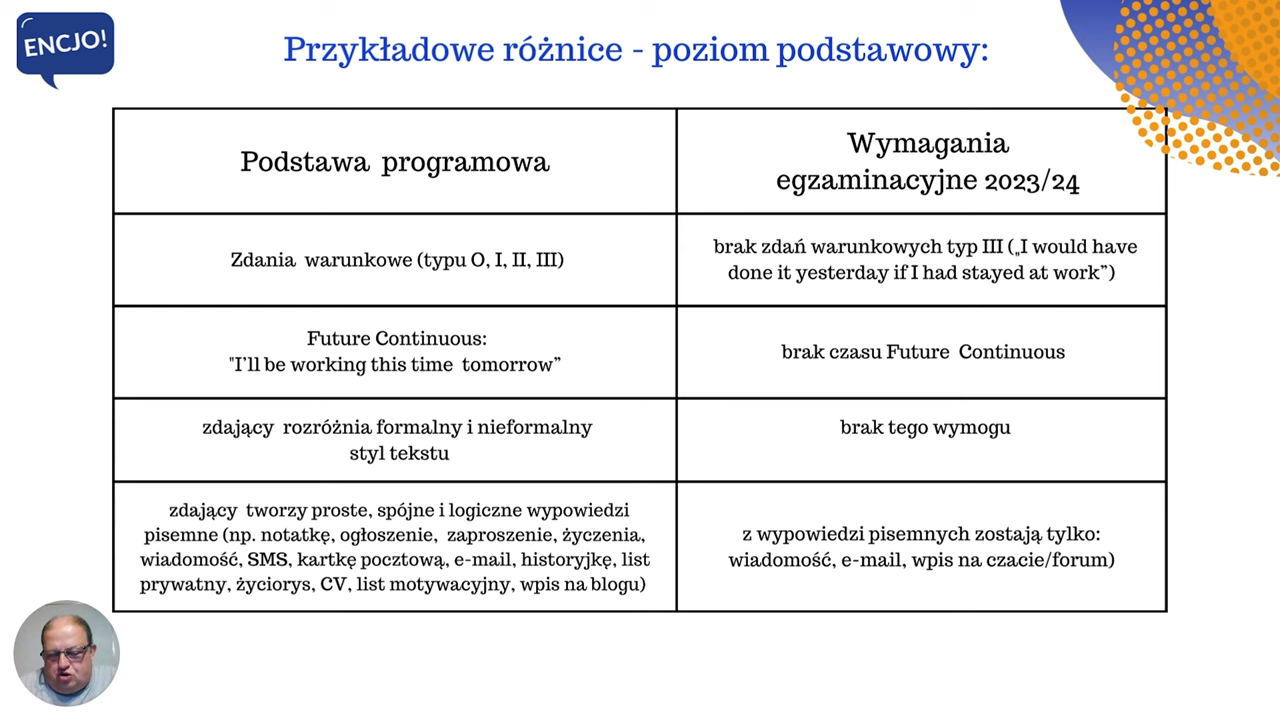 ENCJO!
Przykładowe różnice - poziom podstawowy:
Podstawa programowa
Wymagania
egzaminacyjne 2023/24
Zdania warunkowe (typu O, I, II, III)
brak zdań warunkowych typ III („I would have
done it yesterday if I had stayed at work”)
Future Continuous:
"I’ll be working this time tomorrow”
brak czasu Future Continuous
zdający rozróżnia formalny i nieformalny
styl tekstu
brak tego wymogu
zdający tworzy proste, spójne i logiczne wypowiedzi
pisemne (np. notatkę, ogłoszenie, zaproszenie, życzenia,
wiadomość, SMS, kartkę pocztową, e-mail, historyjkę, list
prywatny, życiorys, CV, list motywacyjny, wpis na blogu)
z wypowiedzi pisemnych zostają tylko:
wiadomość, e-mail, wpis na czacie/forum)